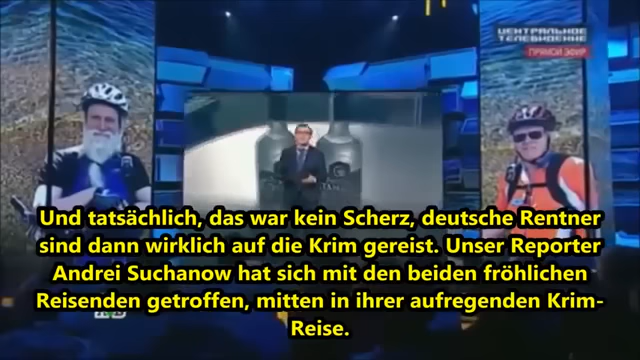 ЦЕНТРАЛЬНОЕ
ТЕЛЕВИДЕНИЕ
ПРЯМОЙ ЭФИР
Und tatsächlich, das war kein Scherz, deutsche Rentner
sind dann wirklich auf die Krim gereist. Unser Reporter
Andrei Suchanow hat sich mit den beiden fröhlichen
Reisenden getroffen, mitten in ihrer aufregenden Krim-
Reise.